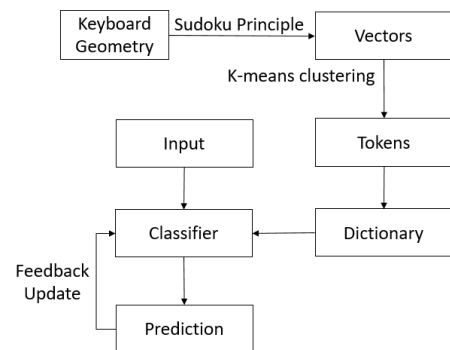 Keyboard
Geometry
Sudoku Principle
Vectors
K-means clustering
Input
Tokens
Classifier
Dictionary
Feedback
Update
Prediction